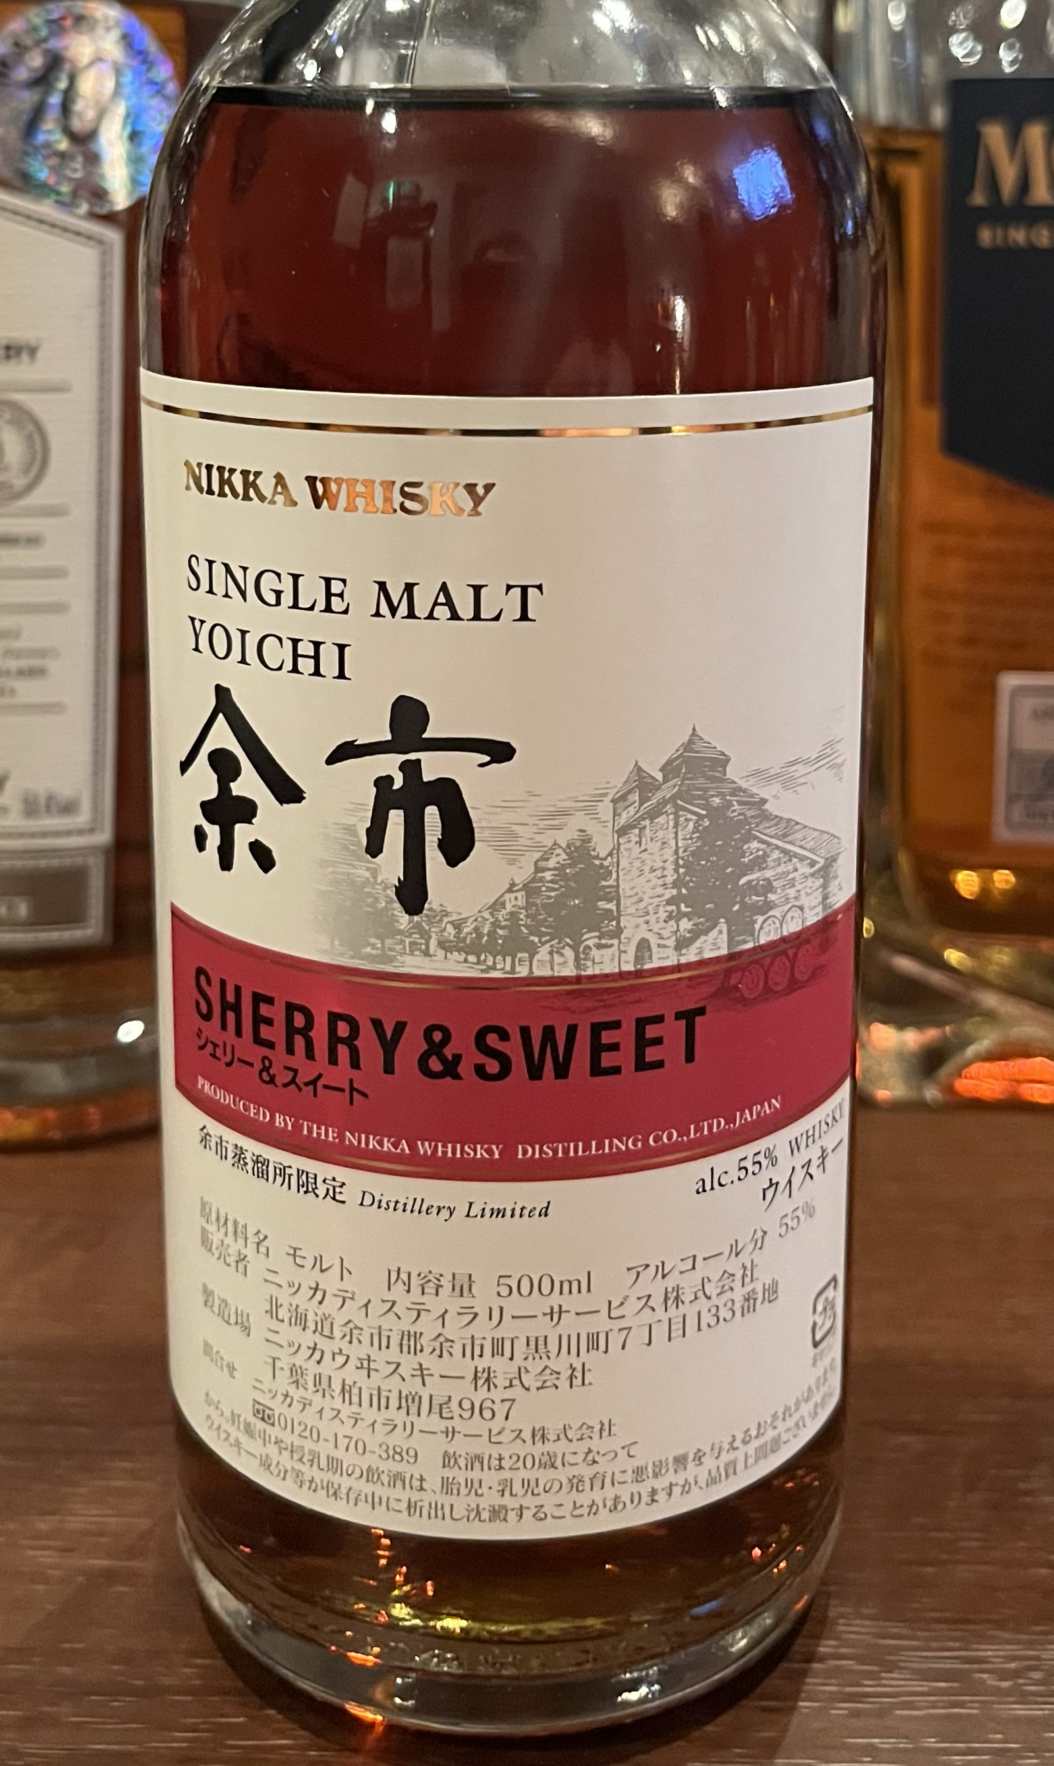 NIKKA WHISKY
SINGLE MALT
YOICHI
余市
SHERRY&SWEET
シェリー&スイート
PRODUCED BY THE NIKKA WHISKY DISTILLING CO.,LTD.,JAPAN
余市蒸溜所限定 Distillery Limited
alc.55% WHISKY
ウイスキー
原材料名 モルト 内容量 500ml アルコール分 55%
販売者 ニッカディスティラリーサービス株式会社
北海道余市郡余市町黒川町7丁目133番地
製造場 ニッカウヰスキー株式会社
千葉県柏市増尾967
問合せ ニッカディスティラリーサービス株式会社
0120-170-389 飲酒は20歳になって
から。妊娠中や授乳期の飲酒は、胎児・乳児の発育に悪影響を与えるおそれがあります。
ウイスキー成分等が保存中に析出し沈澱することがありますが、品質上問題ございません。